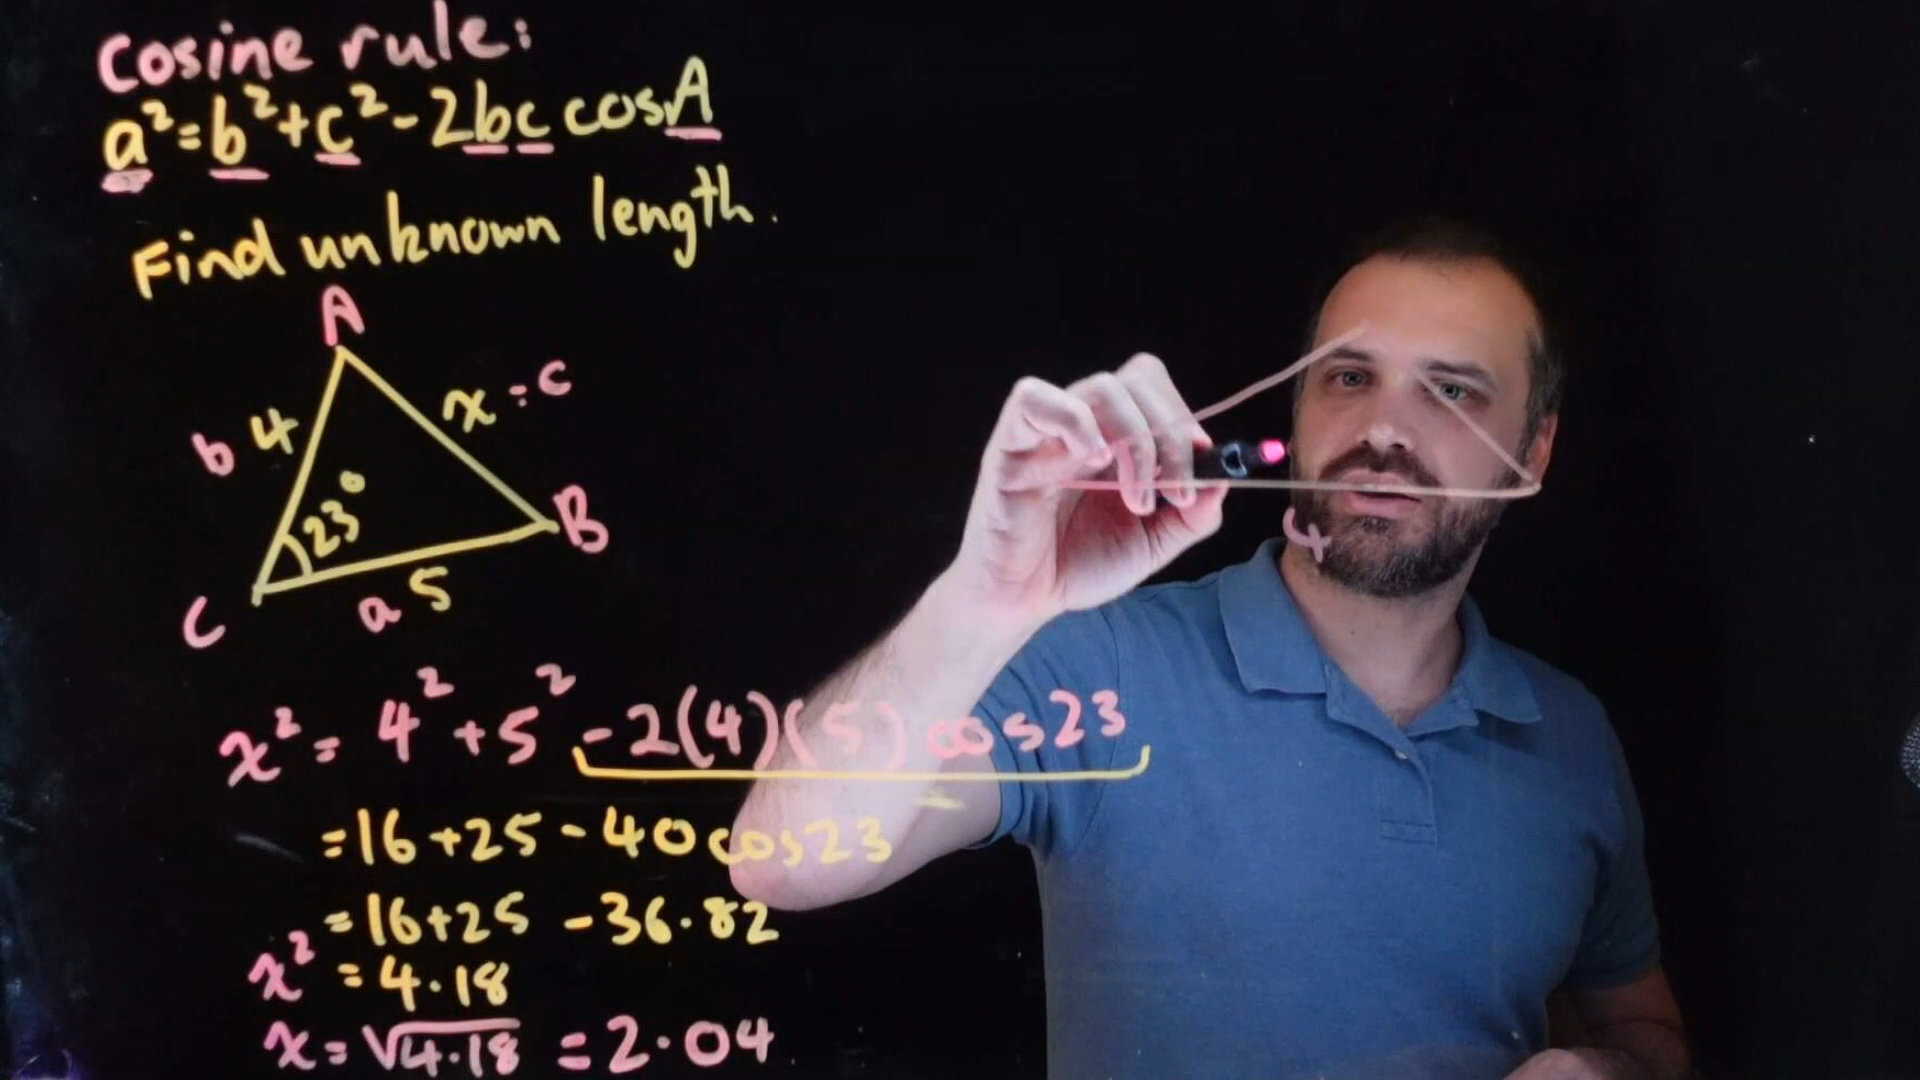 Cosine rule:
a²=b²+c²-2bc cosA
Find unknown length.
A
b 4
x = c
23°
B
C
a 5
4
x² = 4² + 5² - 2(4)(5) cos23
= 16+25 - 40cos23
= 16+25 - 36.82
x² = 4.18
x = √4.18 = 2.04